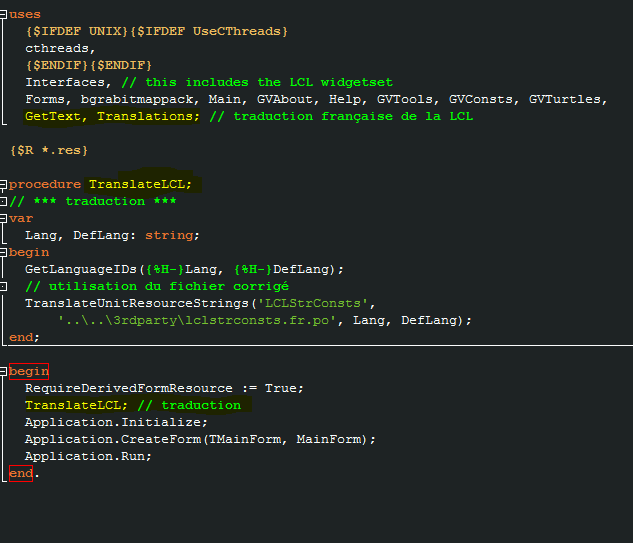 uses
{$IFDEF UNIX}{$IFDEF UseCThreads}
cthreads,
{$ENDIF}{$ENDIF}
Interfaces, // this includes the LCL widgetset
Forms, bgrabitmappack, Main, GVAbout, Help, GVTools, GVConsts, GVTurtles,
GetText, Translations; // traduction française de la LCL
{$R *.res}
procedure TranslateLCL;
// *** traduction ***
var
Lang, DefLang: string;
begin
GetLanguageIDs({%H-}Lang, {%H-}DefLang);
// utilisation du fichier corrigé
TranslateUnitResourceStrings('LCLStrConsts',
'..\..\3rdparty\lclstrconsts.fr.po', Lang, DefLang);
end;
begin
RequireDerivedFormResource := True;
TranslateLCL; // traduction
Application.Initialize;
Application.CreateForm(TMainForm, MainForm);
Application.Run;
end.